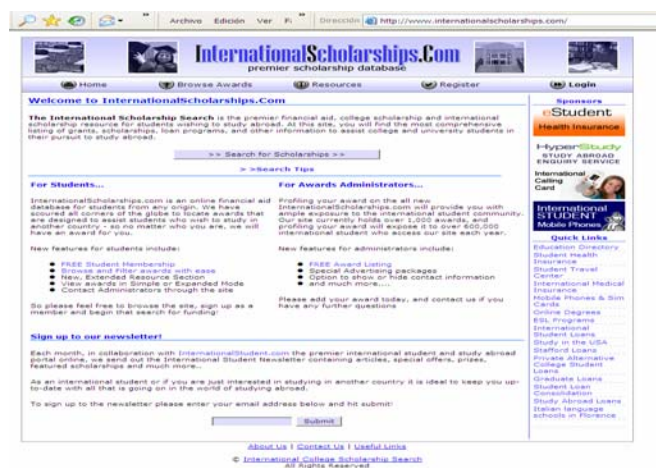 Archivo Edición Ver Dirección http://www.internationalscholarships.com/
InternationalScholarships.Com
premier scholarship database
Home Browse Awards Resources Register Login
Welcome to InternationalScholarships.Com
The International Scholarship Search is the premier financial aid, college scholarship and international
scholarship resource for students wishing to study abroad. At this site, you will find the most comprehensive
listing of grants, scholarships, loan programs, and other information to assist college and university students in
their pursuit to study abroad.
>> Search for Scholarships >>
> >Search Tips
For Students...
InternationalScholarships.com is an online financial aid
database for students from any origin. We have
scoured all corners of the globe to locate awards that
are designed to assist students who wish to study in
another country - so no matter who you are, we will
have an award for you.
New features for students include:
FREE Student Membership
Browse and Filter awards with ease
New, Extended Resource Section
View awards in Simple or Expanded Mode
Contact Administrators through the site
So please feel free to browse the site, sign up as a
member and begin that search for funding!
For Awards Administrators...
Profiling your award on the all new
InternationalScholarships.com will provide you with
ample exposure to the international student community.
Our site currently holds over 1,000 awards, and
profiling your award will expose it to over 600,000
international student who access our site each year.
New features for administrators include:
FREE Award Listing
Special Advertising packages
Option to show or hide contact information
and much more....
Please add your award today, and contact us if you
have any further questions
Sign up to our newsletter!
Each month, in collaboration with InternationalStudent.com the premier international student and study abroad
portal online, we send out the International Student Newsletter containing articles, special offers, prizes,
featured scholarships and much more..
As an international student or if you are just interested in studying in another country it is ideal to keep you up-
to-date with all that is going on in the world of studying abroad.
To sign up to the newsletter please enter your email address below and hit submit!
Submit
Sponsors
eStudent
Health Insurance
HyperStudy
STUDY ABROAD
ENQUIRY SERVICE
International
Calling
Card
International
STUDENT
Mobile Phones
Quick Links
Education Directory
Student Health
Insurance
Student Travel
Center
International Medical
Insurance
Mobile Phones & Sim
Cards
Online Degrees
ESL Programs
International
Student Loans
Study in the USA
Stafford Loans
Private Alternative
College Student
Loans
Graduate Loans
Student Loan
Consolidation
Study Abroad Loans
Italian language
schools in Florence
About Us | Contact Us | Useful Links
© International College Scholarship Search
All Rights Reserved